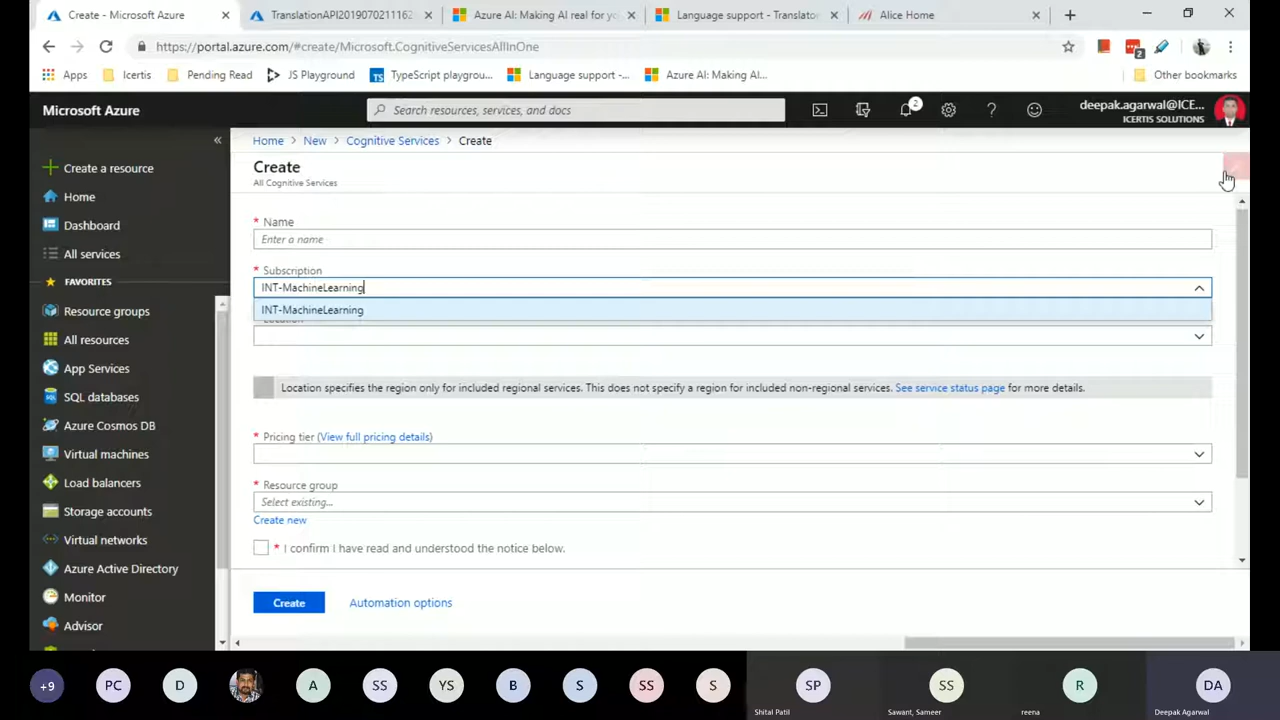 Create - Microsoft Azure
TranslationAPI20190702111162
Azure AI: Making AI real for yo
Language support - Translator
Alice Home
https://portal.azure.com/#create/Microsoft.CognitiveServicesAllInOne
2
Apps
Icertis
Pending Read
JS Playground
TS
TypeScript playgrou...
Language support -...
Azure AI: Making AI...
Other bookmarks
Microsoft Azure
Search resources, services, and docs
2
deepak.agarwal@ICE...
ICERTIS SOLUTIONS
Create a resource
Home
Dashboard
All services
FAVORITES
Resource groups
All resources
App Services
SQL databases
Azure Cosmos DB
Virtual machines
Load balancers
Storage accounts
Virtual networks
Azure Active Directory
Monitor
Advisor
Home > New > Cognitive Services > Create
Create
All Cognitive Services
* Name
Enter a name
* Subscription
INT-MachineLearning
INT-MachineLearning
Location
Location specifies the region only for included regional services. This does not specify a region for included non-regional services. See service status page for more details.
* Pricing tier (View full pricing details)
* Resource group
Select existing...
Create new
* I confirm I have read and understood the notice below.
Create
Automation options
+9
PC
D
A
SS
YS
B
S
SS
S
SP
SS
R
DA
Shital Patil
Sawant, Sameer
reena
Deepak Agarwal